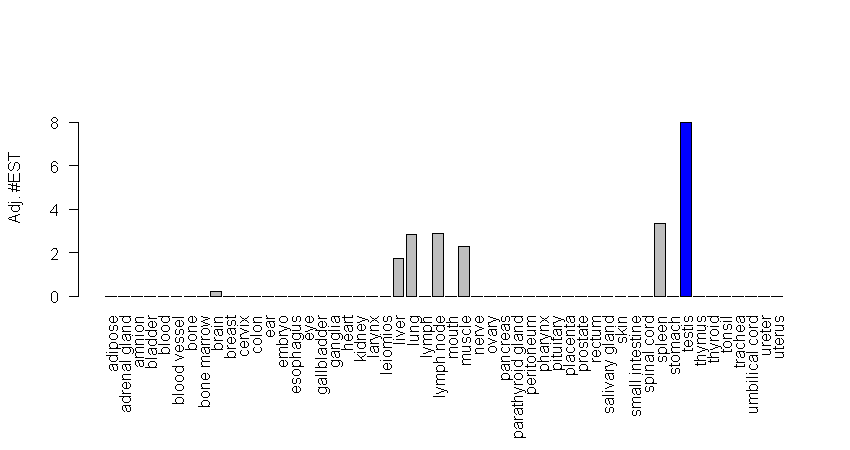 Adj. #EST
8
6
4
2
0
adipose
adrenal gland
amnion
bladder
blood
blood vessel
bone
bone marrow
brain
breast
cervix
colon
ear
embryo
esophagus
eye
gallbladder
ganglia
heart
kidney
larynx
leiomios
liver
lung
lymph
lymph node
mouth
muscle
nerve
ovary
pancreas
parathyroid gland
peritoneum
pharynx
pituitary
placenta
prostate
rectum
salivary gland
skin
small intestine
spinal cord
spleen
stomach
testis
thymus
thyroid
tonsil
trachea
umbilical cord
ureter
uterus